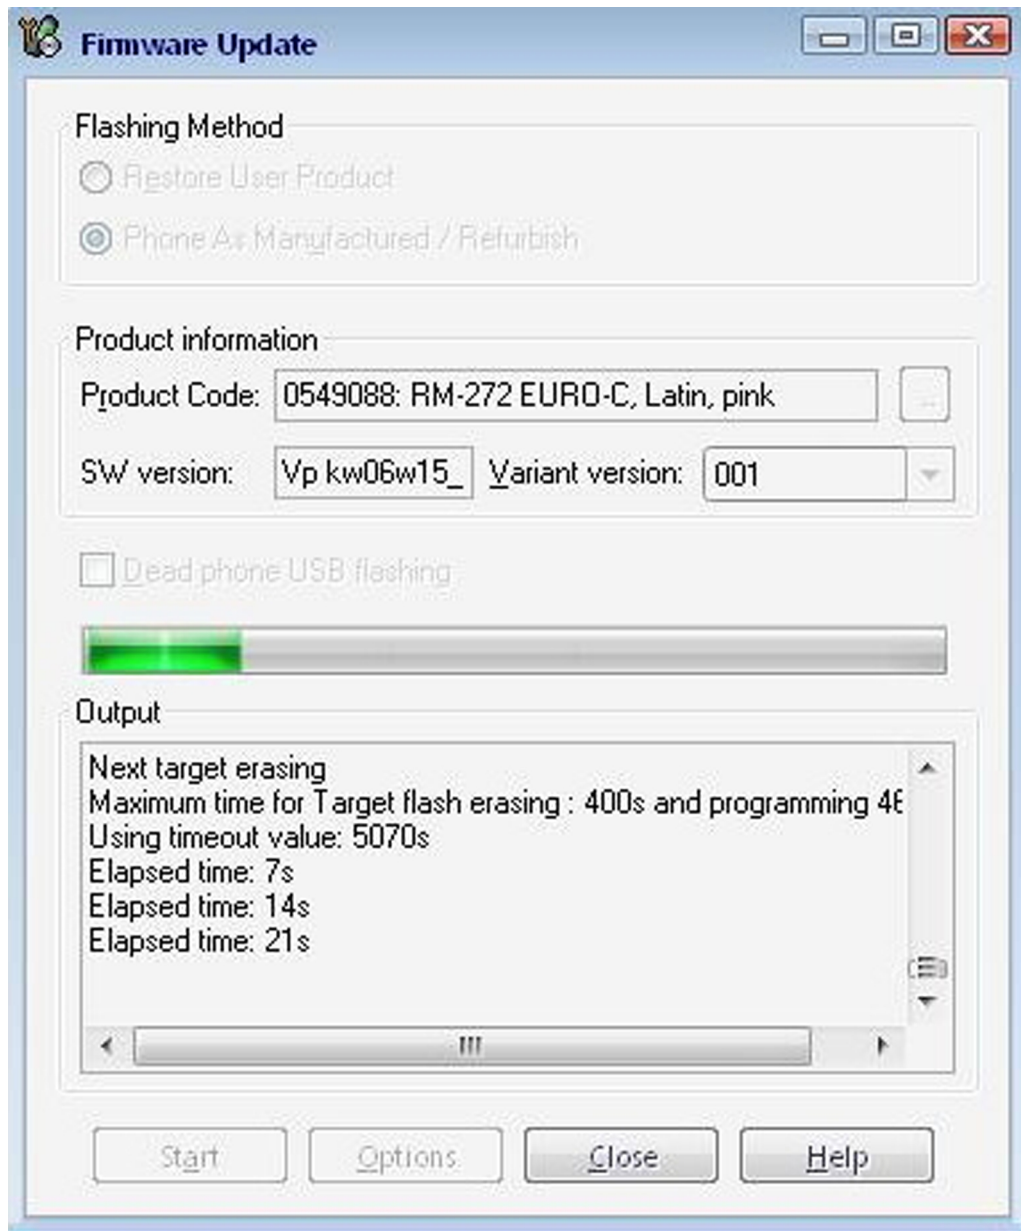 Firmware Update
Flashing Method
Restore User Product
Phone As Manufactured / Refurbish
Product information
Product Code: 0549088: RM-272 EURO-C, Latin, pink ...
SW version: Vp kw06w15_ Variant version: 001
Dead phone USB flashing
Output
Next target erasing
Maximum time for Target flash erasing : 400s and programming 46
Using timeout value: 5070s
Elapsed time: 7s
Elapsed time: 14s
Elapsed time: 21s
Start Options Close Help